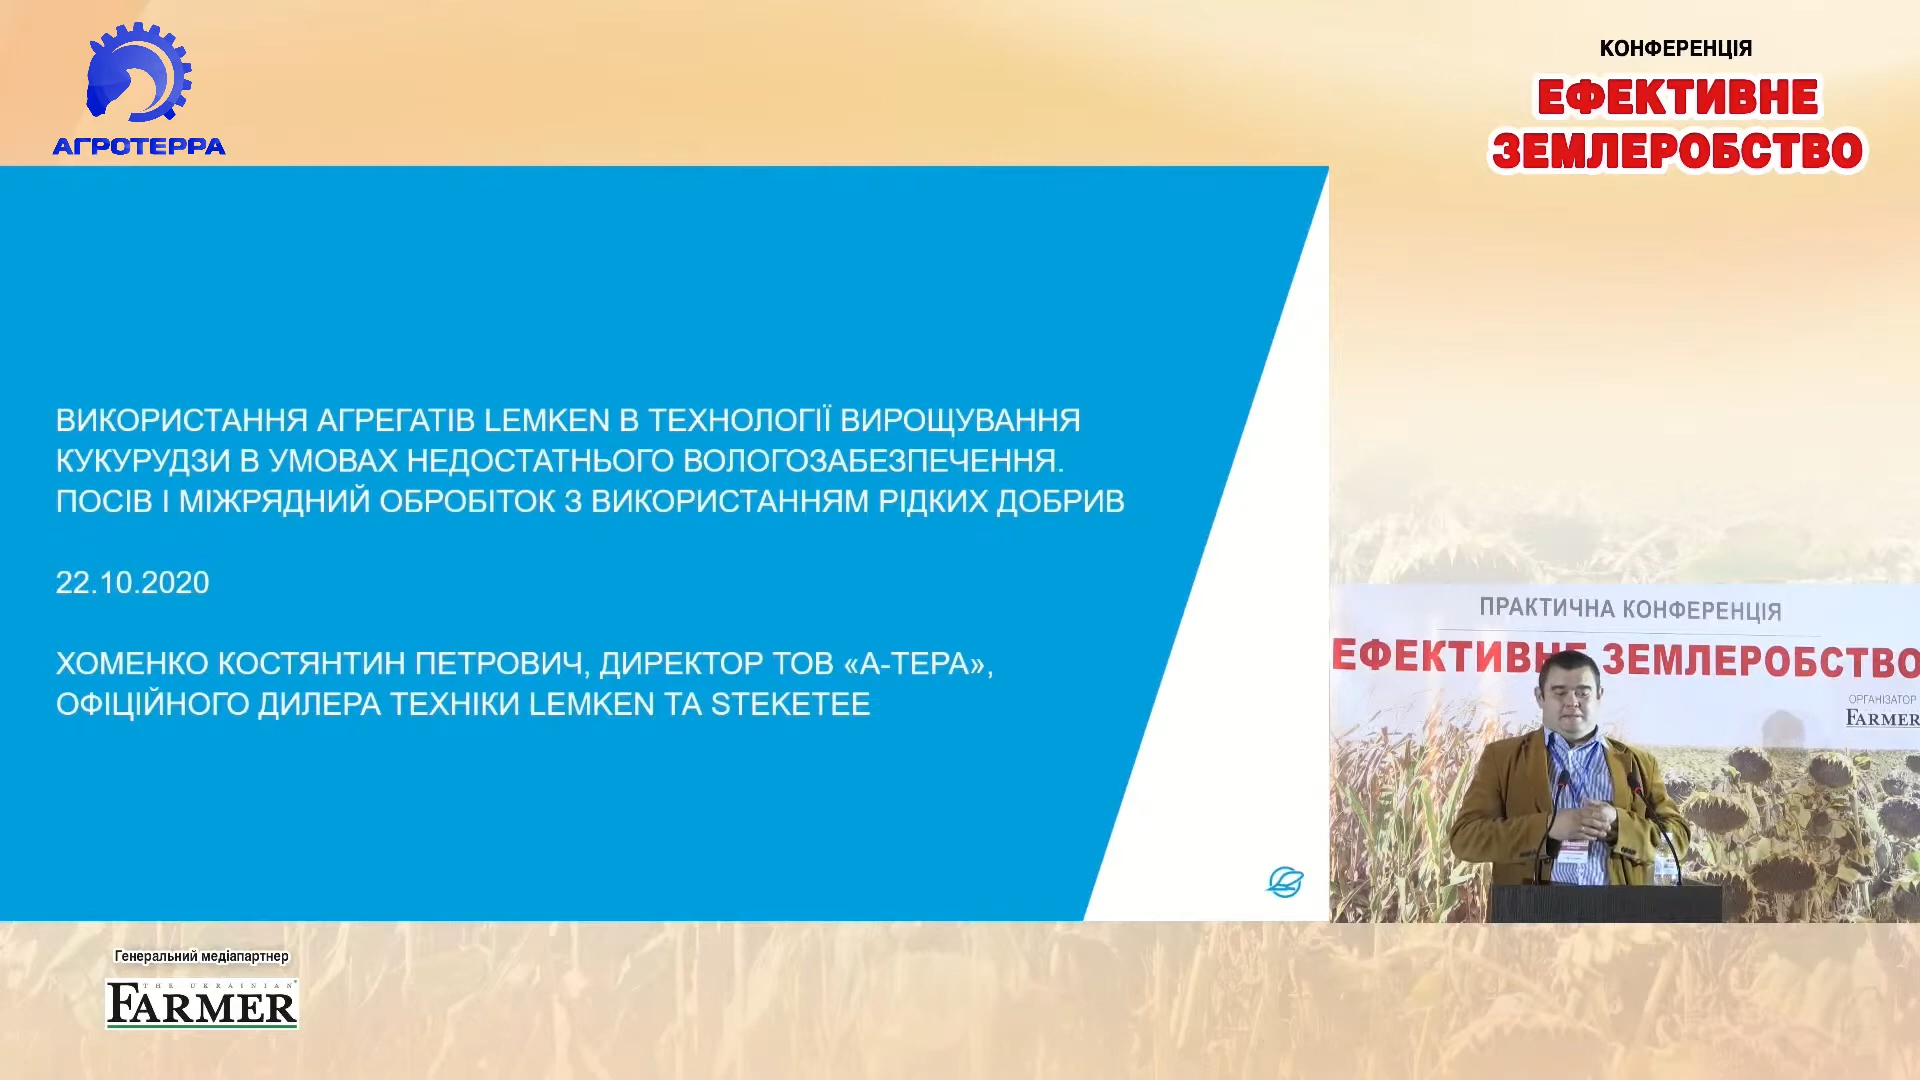 АГРОТЕРРА
КОНФЕРЕНЦІЯ
ЕФЕКТИВНЕ
ЗЕМЛЕРОБСТВО
ВИКОРИСТАННЯ АГРЕГАТІВ LEMKEN В ТЕХНОЛОГІЇ ВИРОЩУВАННЯ
КУКУРУДЗИ В УМОВАХ НЕДОСТАТНЬОГО ВОЛОГОЗАБЕЗПЕЧЕННЯ.
ПОСІВ І МІЖРЯДНИЙ ОБРОБІТОК З ВИКОРИСТАННЯМ РІДКИХ ДОБРИВ
22.10.2020
ХОМЕНКО КОСТЯНТИН ПЕТРОВИЧ, ДИРЕКТОР ТОВ «А-ТЕРА»,
ОФІЦІЙНОГО ДИЛЕРА ТЕХНІКИ LEMKEN ТА STEKETEE
ПРАКТИЧНА КОНФЕРЕНЦІЯ
ЕФЕКТИВНЕ ЗЕМЛЕРОБСТВО
ОРГАНІЗАТОР
FARMER
Генеральний медіапартнер
THE UKRAINIAN
FARMER